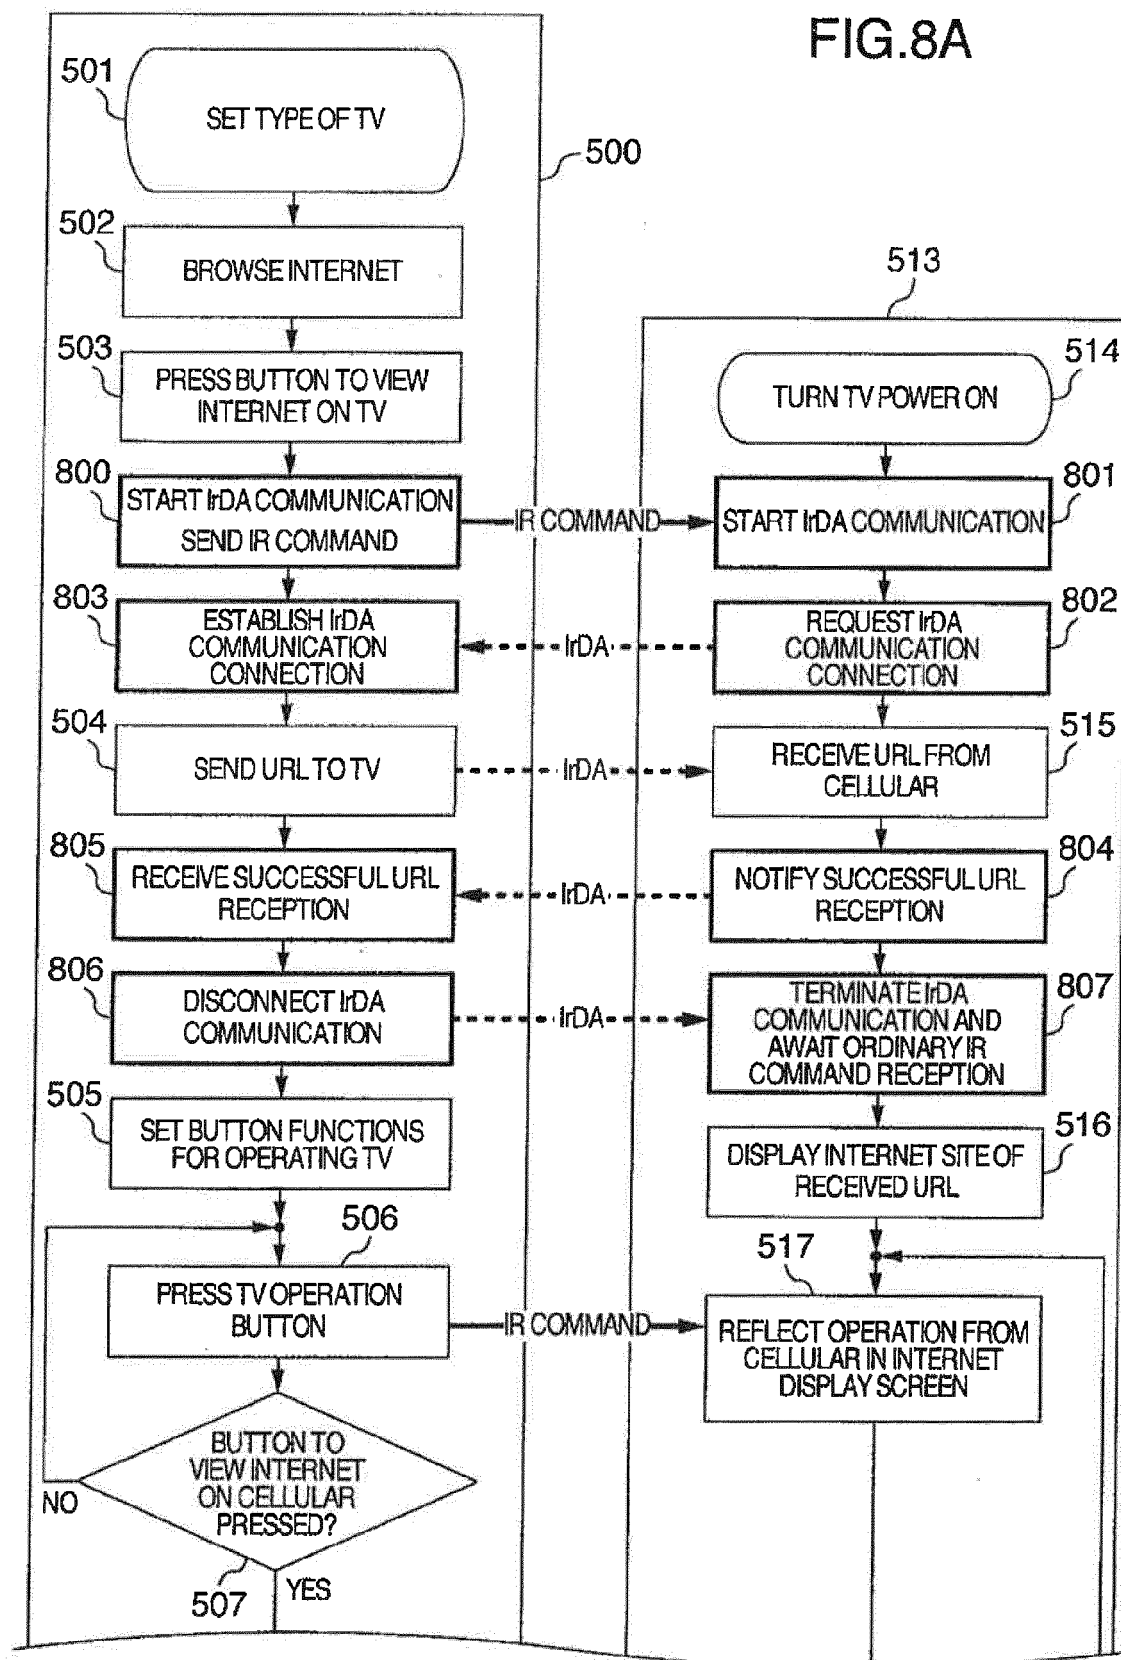 FIG.8A
501
SET TYPE OF TV
500
502
BROWSE INTERNET
513
503
PRESS BUTTON TO VIEW
INTERNET ON TV
514
TURN TV POWER ON
800
START IrDA COMMUNICATION
SEND IR COMMAND
IR COMMAND
801
START IrDA COMMUNICATION
803
ESTABLISH IrDA
COMMUNICATION
CONNECTION
IrDA
802
REQUEST IrDA
COMMUNICATION
CONNECTION
504
SEND URL TO TV
IrDA
515
RECEIVE URL FROM
CELLULAR
805
RECEIVE SUCCESSFUL URL
RECEPTION
IrDA
804
NOTIFY SUCCESSFUL URL
RECEPTION
806
DISCONNECT IrDA
COMMUNICATION
IrDA
807
TERMINATE IrDA
COMMUNICATION AND
AWAIT ORDINARY IR
COMMAND RECEPTION
505
SET BUTTON FUNCTIONS
FOR OPERATING TV
516
DISPLAY INTERNET SITE OF
RECEIVED URL
506
PRESS TV OPERATION
BUTTON
IR COMMAND
517
REFLECT OPERATION FROM
CELLULAR IN INTERNET
DISPLAY SCREEN
BUTTON TO
VIEW INTERNET
ON CELLULAR
PRESSED?
NO
507
YES